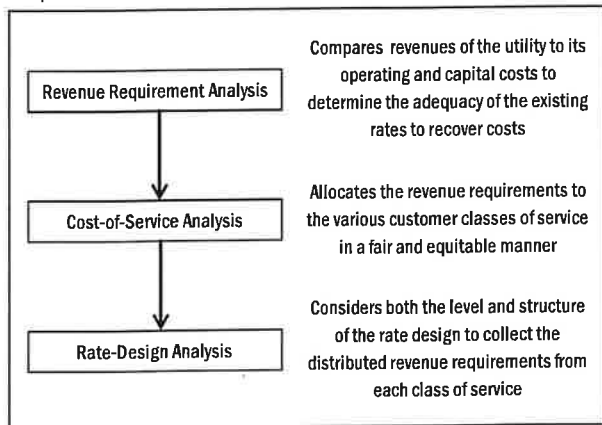 Revenue Requirement Analysis
Compares revenues of the utility to its
operating and capital costs to
determine the adequacy of the existing
rates to recover costs
Cost-of-Service Analysis
Allocates the revenue requirements to
the various customer classes of service
in a fair and equitable manner
Rate-Design Analysis
Considers both the level and structure
of the rate design to collect the
distributed revenue requirements from
each class of service